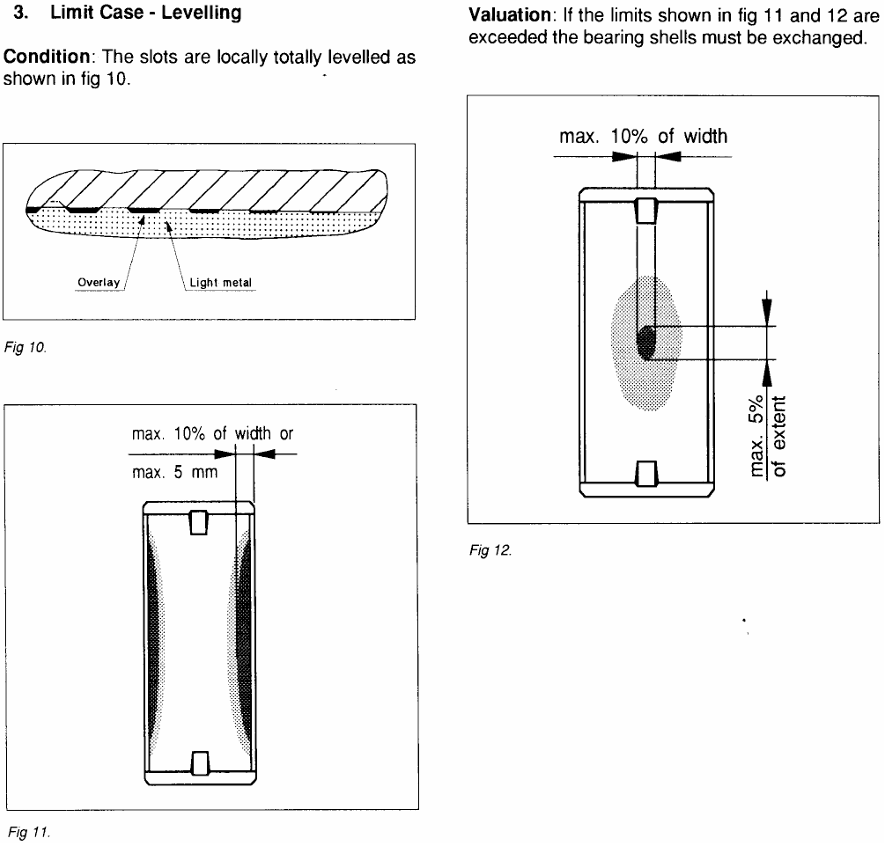 3. Limit Case - Levelling
Condition: The slots are locally totally levelled as
shown in fig 10.
Overlay
Light metal
Fig 10.
max. 10% of width or
max. 5 mm
Fig 11.
Valuation: If the limits shown in fig 11 and 12 are
exceeded the bearing shells must be exchanged.
max. 10% of width
max. 5%
of extent
Fig 12.